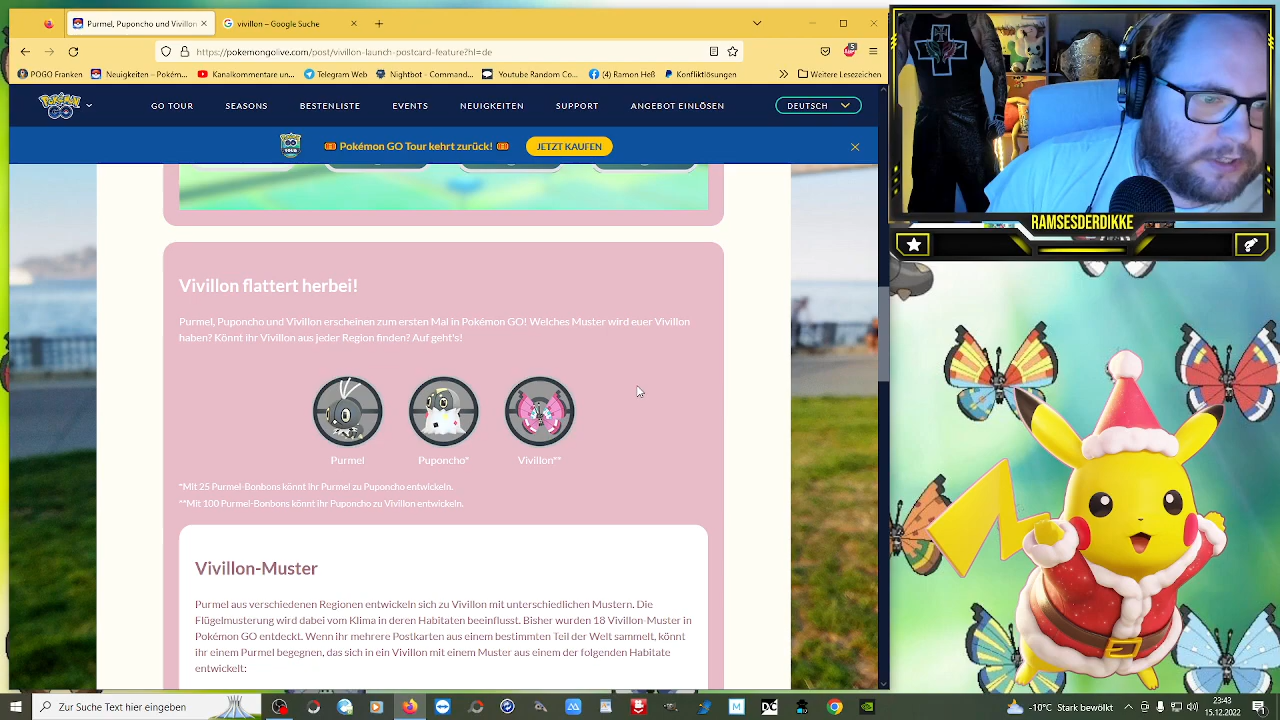 Purmel, Puponcho und Vivillon
Vivillon - Google Suche
https://pokemongolive.com/post/vivillon-launch-postcard-feature?hl=de
POGO Franken
Neuigkeiten – Pokém...
Kanalkommentare un...
Telegram Web
Nightbot - Comman...
Youtube Random Co...
(4) Ramon Heß
Konfliktlösungen
Weitere Lesezeichen
POKÉMON GO
GO TOUR
SEASONS
BESTENLISTE
EVENTS
NEUIGKEITEN
SUPPORT
ANGEBOT EINLÖSEN
DEUTSCH
Pokémon GO Tour kehrt zurück!
JETZT KAUFEN
RAMSESDERDIKKE
Vivillon flattert herbei!
Purmel, Puponcho und Vivillon erscheinen zum ersten Mal in Pokémon GO! Welches Muster wird euer Vivillon
haben? Könnt ihr Vivillon aus jeder Region finden? Auf geht's!
Purmel
Puponcho*
Vivillon**
*Mit 25 Purmel-Bonbons könnt ihr Purmel zu Puponcho entwickeln.
**Mit 100 Purmel-Bonbons könnt ihr Puponcho zu Vivillon entwickeln.
Vivillon-Muster
Purmel aus verschiedenen Regionen entwickeln sich zu Vivillon mit unterschiedlichen Mustern. Die
Flügelmusterung wird dabei vom Klima in deren Habitaten beeinflusst. Bisher wurden 18 Vivillon-Muster in
Pokémon GO entdeckt. Wenn ihr mehrere Postkarten aus einem bestimmten Teil der Welt sammelt, könnt
ihr einem Purmel begegnen, das sich in ein Vivillon mit einem Muster aus einem der folgenden Habitate
entwickelt:
Zur Suche Text hier eingeben
-10°C Stark bewölkt
23:43
15.12.2022